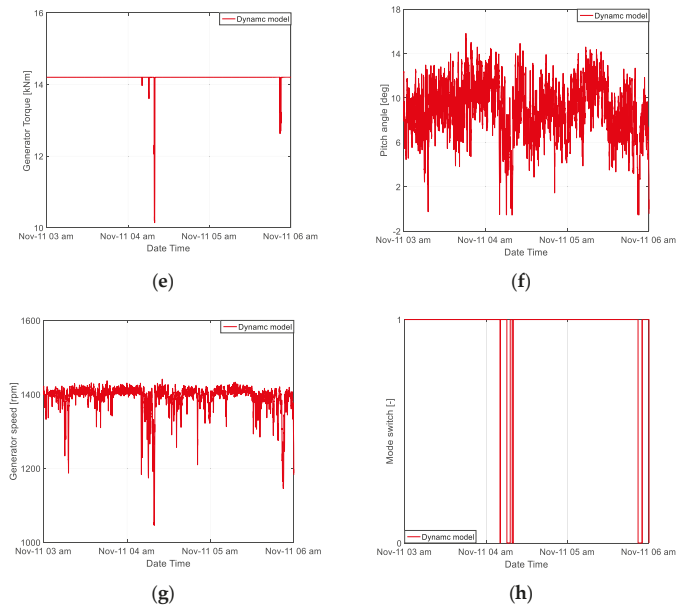 16
14
12
10
Generator Torque [kNm]
Dynamc model
Nov-11 03 am
Nov-11 04 am
Nov-11 05 am
Nov-11 06 am
Date Time
(e)
18
14
10
6
2
-2
Pitch angle [deg]
Dynamc model
Nov-11 03 am
Nov-11 04 am
Nov-11 05 am
Nov-11 06 am
Date Time
(f)
1600
1400
1200
1000
Generator speed [rpm]
Dynamc model
Nov-11 03 am
Nov-11 04 am
Nov-11 05 am
Nov-11 06 am
Date Time
(g)
1
0
Mode switch [-]
Dynamc model
Nov-11 03 am
Nov-11 04 am
Nov-11 05 am
Nov-11 06 am
Date Time
(h)